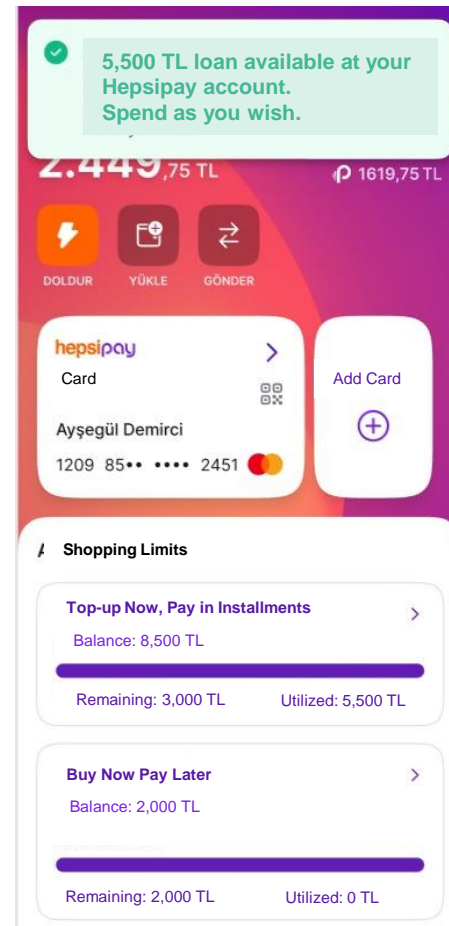 5,500 TL loan available at your
Hepsipay account.
Spend as you wish.
2.449,75 TL
1619,75 TL
DOLDUR YÜKLE GÖNDER
hepsipay
Card
Add Card
Ayşegül Demirci
1209 85•• •••• 2451
Shopping Limits
Top-up Now, Pay in Installments
Balance: 8,500 TL
Remaining: 3,000 TL Utilized: 5,500 TL
Buy Now Pay Later
Balance: 2,000 TL
Remaining: 2,000 TL Utilized: 0 TL